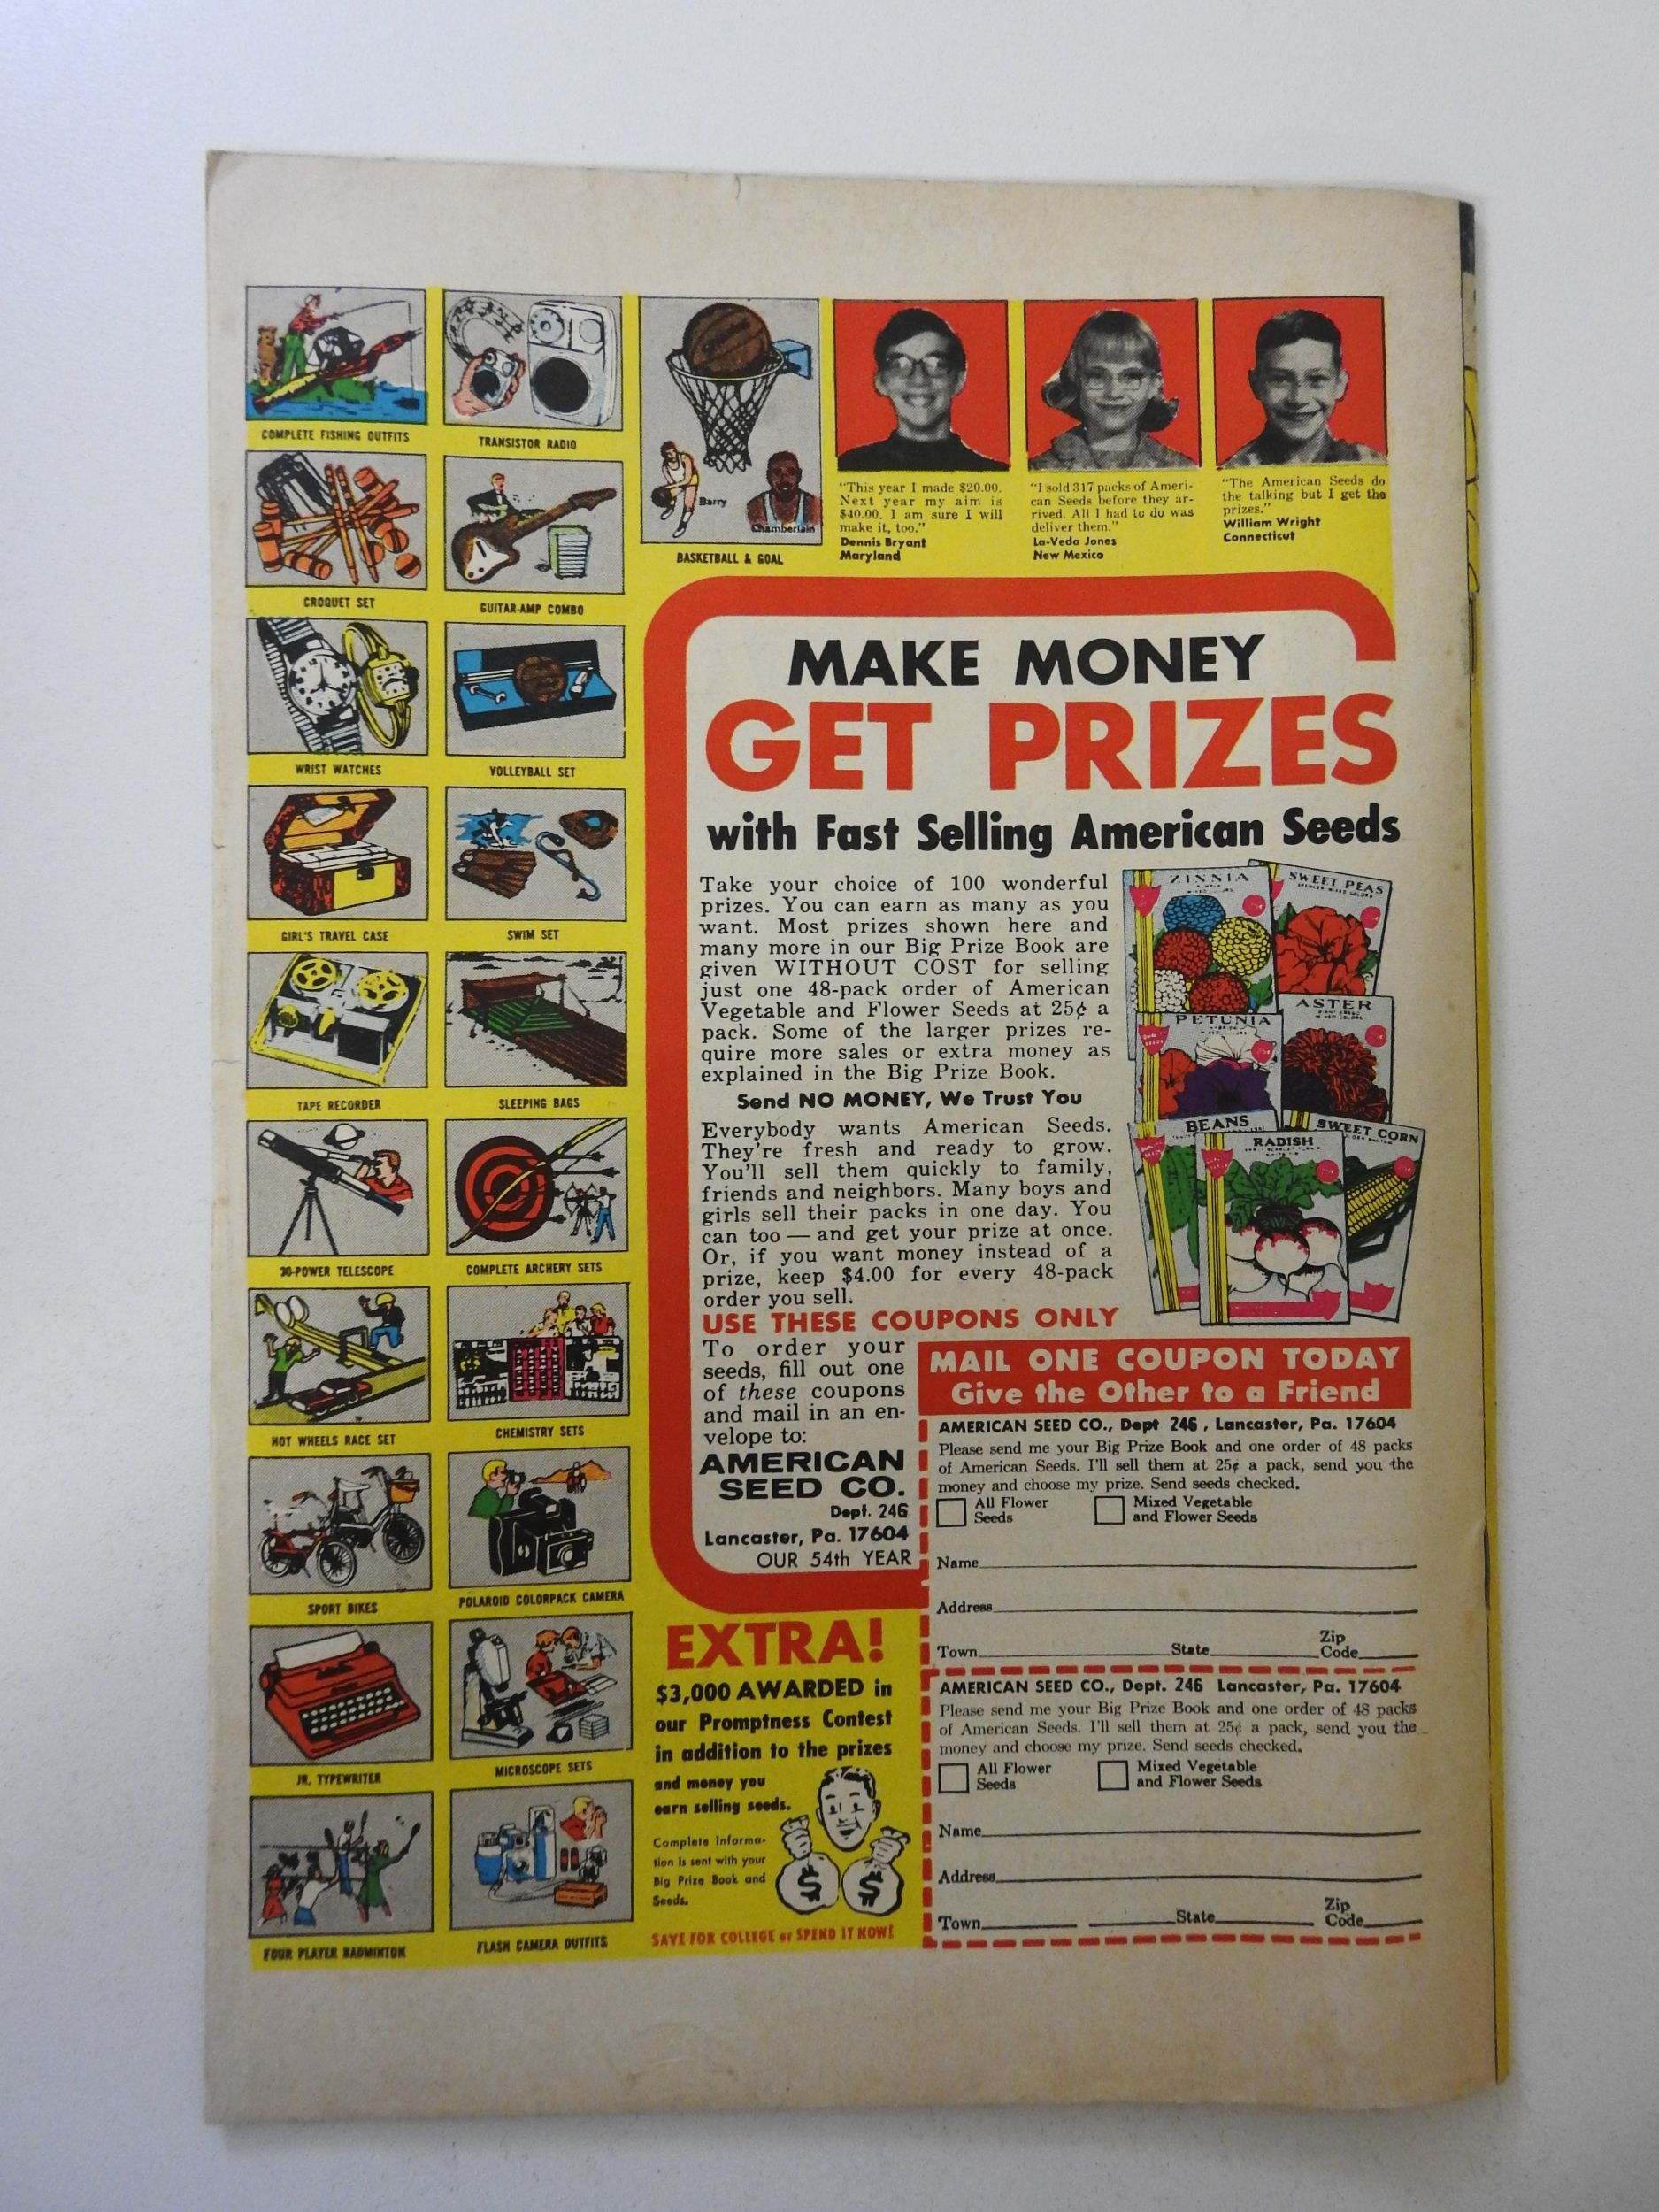 COMPLETE FISHING OUTFITS
TRANSISTOR RADIO
CROQUET SET
GUITAR-AMP COMBO
WRIST WATCHES
VOLLEYBALL SET
GIRL'S TRAVEL CASE
SWIM SET
TAPE RECORDER
SLEEPING BAGS
30-POWER TELESCOPE
COMPLETE ARCHERY SETS
HOT WHEELS RACE SET
CHEMISTRY SETS
SPORT BIKES
POLAROID COLORPACK CAMERA
JR. TYPEWRITER
MICROSCOPE SETS
FOUR PLAYER BADMINTON
FLASH CAMERA OUTFITS
Barry
Chamberlain
BASKETBALL & GOAL
"This year I made $20.00.
Next year my aim is
$40.00. I am sure I will
make it, too."
Dennis Bryant
Maryland
"I sold 317 packs of Ameri-
can Seeds before they ar-
rived. All I had to do was
deliver them."
La-Veda Jones
New Mexico
"The American Seeds do
the talking but I get the
prizes."
William Wright
Connecticut
MAKE MONEY
GET PRIZES
with Fast Selling American Seeds
Take your choice of 100 wonderful
prizes. You can earn as many as you
want. Most prizes shown here and
many more in our Big Prize Book are
given WITHOUT COST for selling
just one 48-pack order of American
Vegetable and Flower Seeds at 25¢ a
pack. Some of the larger prizes re-
quire more sales or extra money as
explained in the Big Prize Book.
Send NO MONEY, We Trust You
Everybody wants American Seeds.
They're fresh and ready to grow.
You'll sell them quickly to family,
friends and neighbors. Many boys and
girls sell their packs in one day. You
can too — and get your prize at once.
Or, if you want money instead of a
prize, keep $4.00 for every 48-pack
order you sell.
ZINNIA
SWEET PEAS
ASTER
PETUNIA
BEANS
RADISH
SWEET CORN
USE THESE COUPONS ONLY
To order your
seeds, fill out one
of these coupons
and mail in an en-
velope to:
AMERICAN
SEED CO.
Dept. 246
Lancaster, Pa. 17604
OUR 54th YEAR
MAIL ONE COUPON TODAY
Give the Other to a Friend
AMERICAN SEED CO., Dept 246, Lancaster, Pa. 17604
Please send me your Big Prize Book and one order of 48 packs
of American Seeds. I'll sell them at 25¢ a pack, send you the
money and choose my prize. Send seeds checked.
All Flower Seeds Mixed Vegetable and Flower Seeds
Name
Address
Town State Zip Code
AMERICAN SEED CO., Dept. 246 Lancaster, Pa. 17604
Please send me your Big Prize Book and one order of 48 packs
of American Seeds. I'll sell them at 25¢ a pack, send you the
money and choose my prize. Send seeds checked.
All Flower Seeds Mixed Vegetable and Flower Seeds
Name
Address
Town State Zip Code
EXTRA!
$3,000 AWARDED in
our Promptness Contest
in addition to the prizes
and money you
earn selling seeds.
Complete informa-
tion is sent with your
Big Prize Book and
Seeds.
$ $
SAVE FOR COLLEGE or SPEND IT NOW!